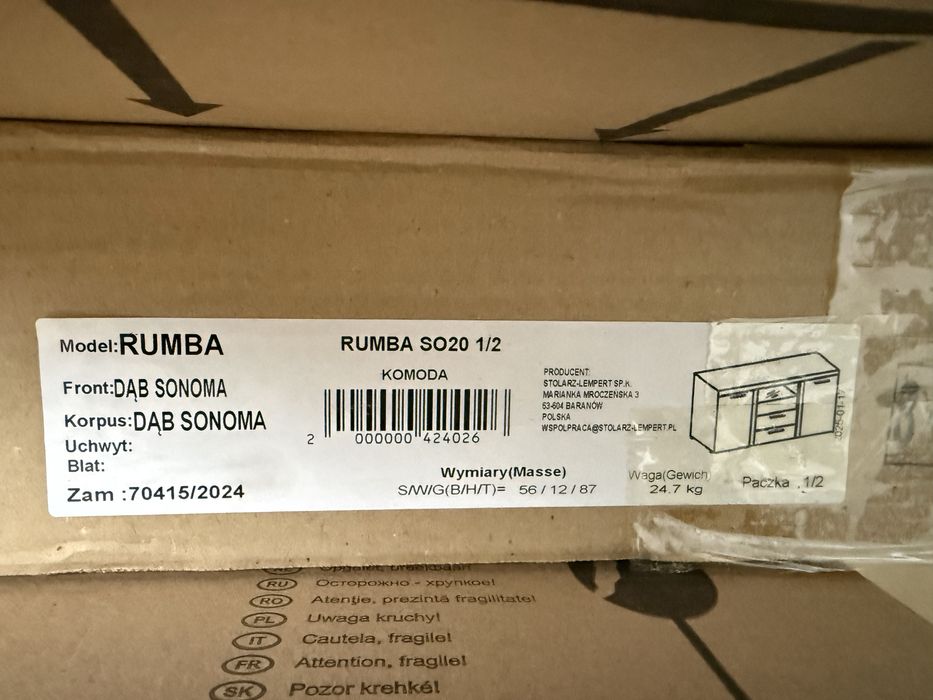 Model:RUMBA
RUMBA SO20 1/2
KOMODA
Front:DĄB SONOMA
Korpus:DĄB SONOMA
Uchwyt:
Blat:
Zam :70415/2024
2 000000 424026
PRODUCENT:
STOLARZ-LEMPERT SP.K.
MARIANKA MROCZEŃSKA 3
63-604 BARANÓW
POLSKA
WSPOLPRACA@STOLARZ-LEMPERT.PL
Wymiary(Masse)
S/W/G(B/H/T)= 56 / 12 / 87
Waga(Gewich)
24.7 kg
Paczka 1/2
RU Осторожно - хрупкое!
RO Atenţie, prezintă fragilitate!
PL Uwaga kruchy!
IT Cautela, fragile!
FR Attention, fragile!
SK Pozor krehké!